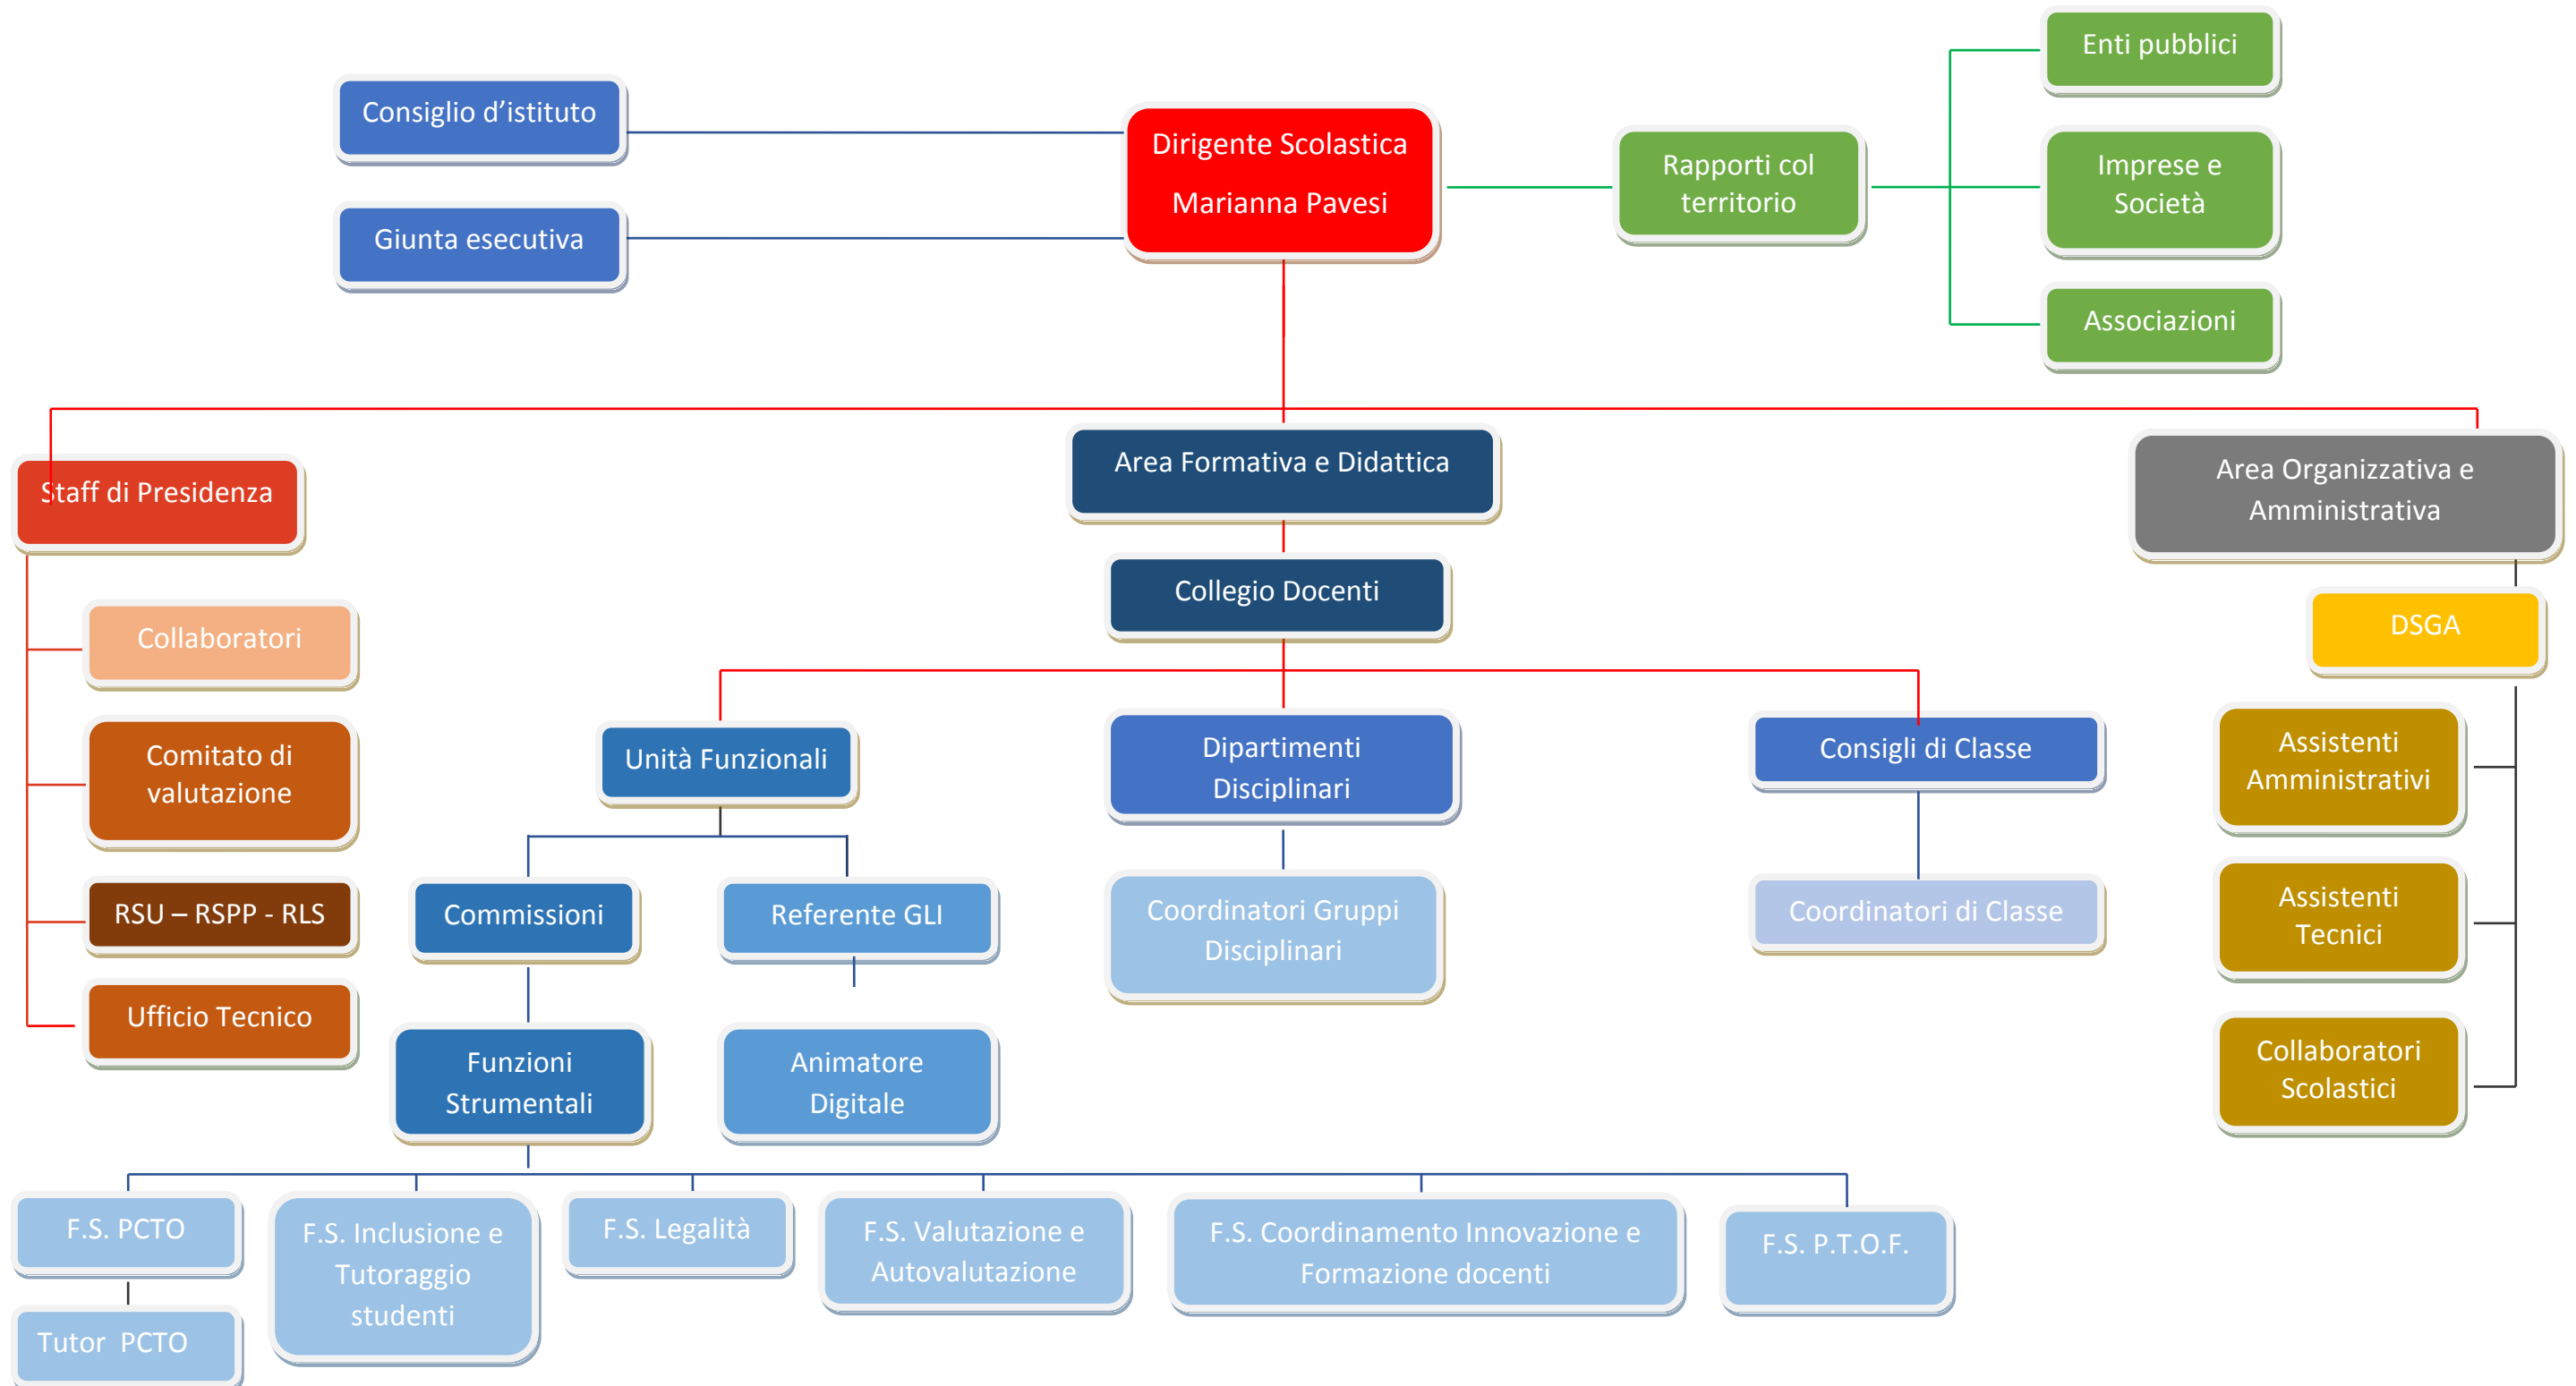 Enti pubblici
Consiglio d’istituto
Dirigente Scolastica
Marianna Pavesi
Rapporti col
territorio
Imprese e
Società
Giunta esecutiva
Associazioni
Staff di Presidenza
Area Formativa e Didattica
Area Organizzativa e
Amministrativa
Collegio Docenti
Collaboratori
DSGA
Comitato di
valutazione
Unità Funzionali
Dipartimenti
Disciplinari
Consigli di Classe
Assistenti
Amministrativi
RSU – RSPP - RLS
Commissioni
Referente GLI
Coordinatori Gruppi
Disciplinari
Coordinatori di Classe
Assistenti
Tecnici
Ufficio Tecnico
Funzioni
Strumentali
Animatore
Digitale
Collaboratori
Scolastici
F.S. PCTO
F.S. Inclusione e
Tutoraggio
studenti
F.S. Legalità
F.S. Valutazione e
Autovalutazione
F.S. Coordinamento Innovazione e
Formazione docenti
F.S. P.T.O.F.
Tutor  PCTO